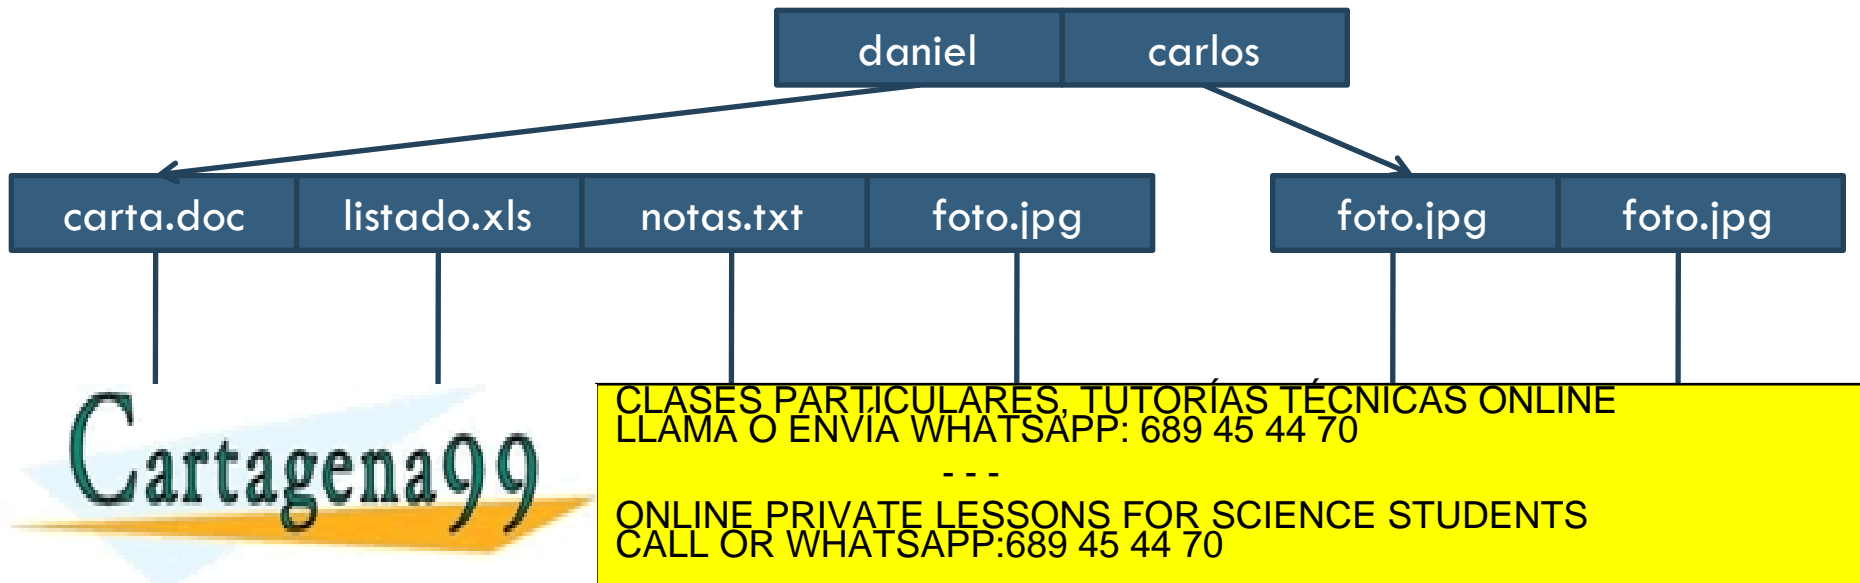 daniel carlos
carta.doc listado.xls notas.txt foto.jpg foto.jpg foto.jpg
Cartagena99
CLASES PARTICULARES, TUTORÍAS TÉCNICAS ONLINE
LLAMA O ENVÍA WHATSAPP: 689 45 44 70
- - -
ONLINE PRIVATE LESSONS FOR SCIENCE STUDENTS
CALL OR WHATSAPP:689 45 44 70